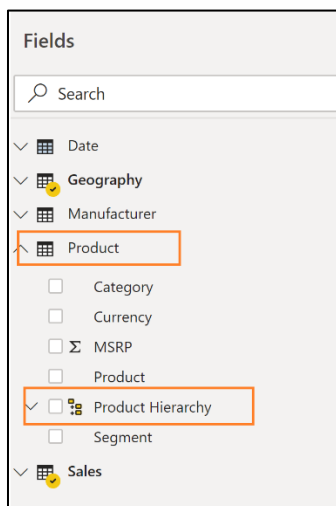 Fields
Search
Date
Geography
Manufacturer
Product
Category
Currency
Σ MSRP
Product
Product Hierarchy
Segment
Sales